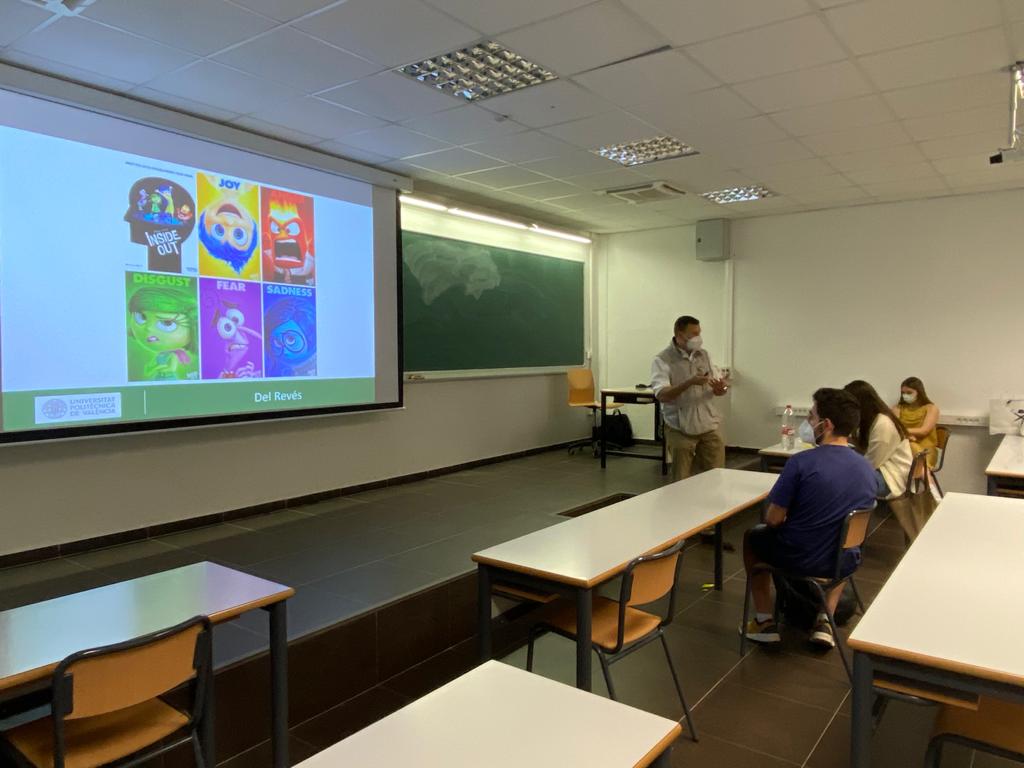 JOY
INSIDE
OUT
DISGUST
FEAR
SADNESS
UNIVERSITAT
POLITÈCNICA
DE VALÈNCIA
Del Revés